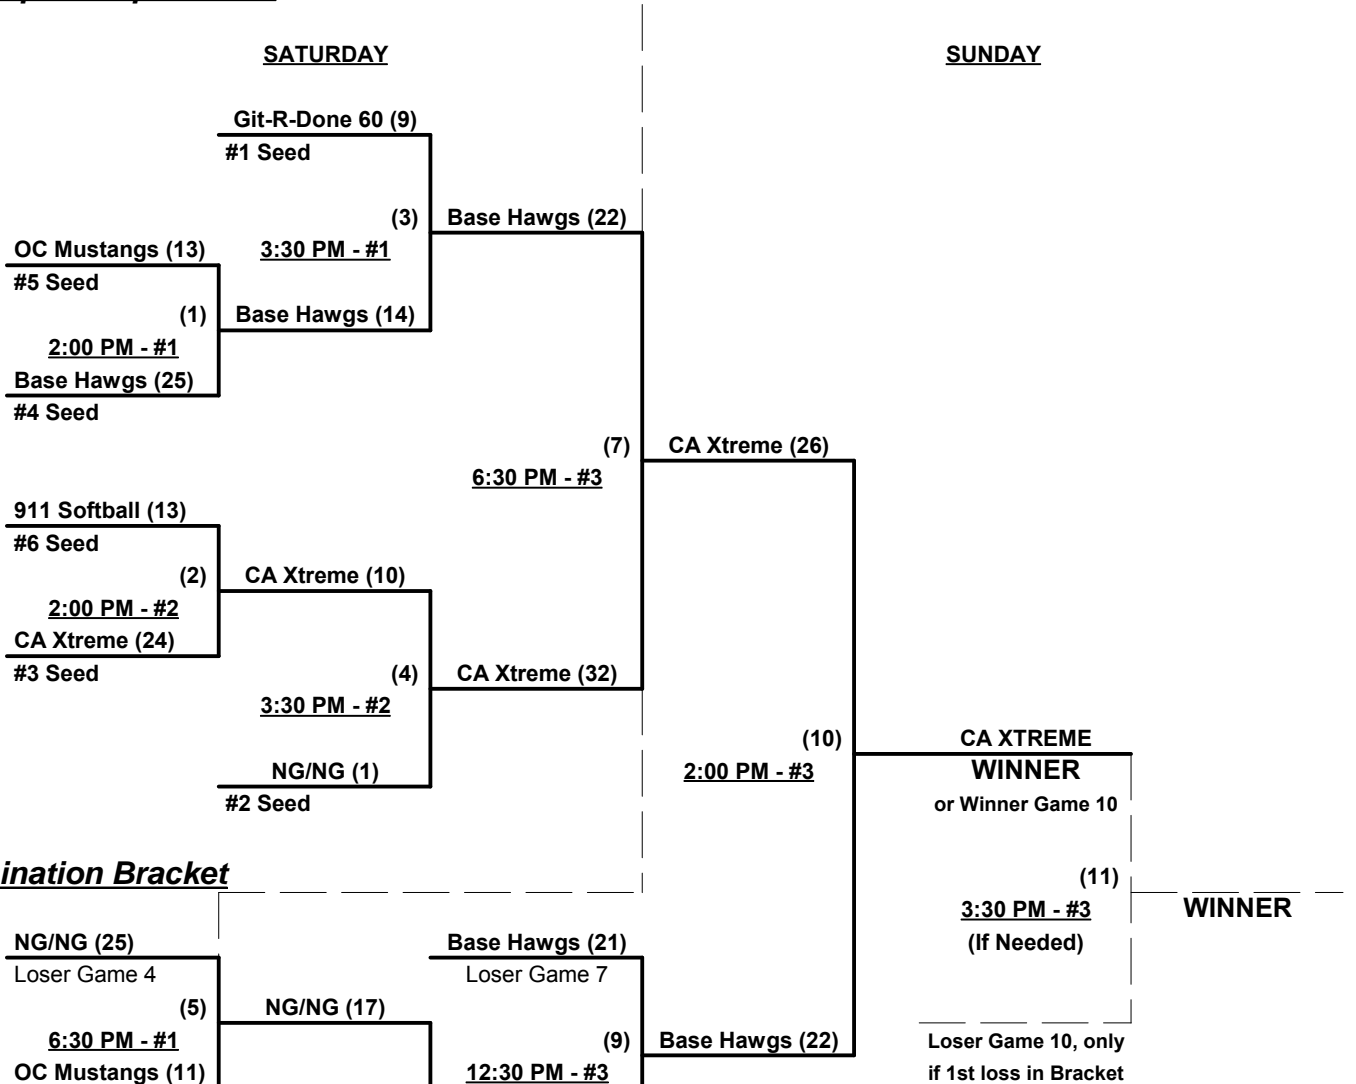 SATURDAY
SUNDAY
Git-R-Done 60 (9)
#1 Seed
(3)
3:30 PM - #1
Base Hawgs (22)
OC Mustangs (13)
#5 Seed
(1)
2:00 PM - #1
Base Hawgs (14)
Base Hawgs (25)
#4 Seed
(7)
6:30 PM - #3
CA Xtreme (26)
911 Softball (13)
#6 Seed
(2)
2:00 PM - #2
CA Xtreme (10)
CA Xtreme (24)
#3 Seed
(4)
3:30 PM - #2
CA Xtreme (32)
NG/NG (1)
#2 Seed
(10)
2:00 PM - #3
CA XTREME
WINNER
or Winner Game 10
(11)
3:30 PM - #3
(If Needed)
WINNER
ination Bracket
NG/NG (25)
Loser Game 4
(5)
6:30 PM - #1
OC Mustangs (11)
NG/NG (17)
Base Hawgs (21)
Loser Game 7
(9)
12:30 PM - #3
Base Hawgs (22)
Loser Game 10, only
if 1st loss in Bracket